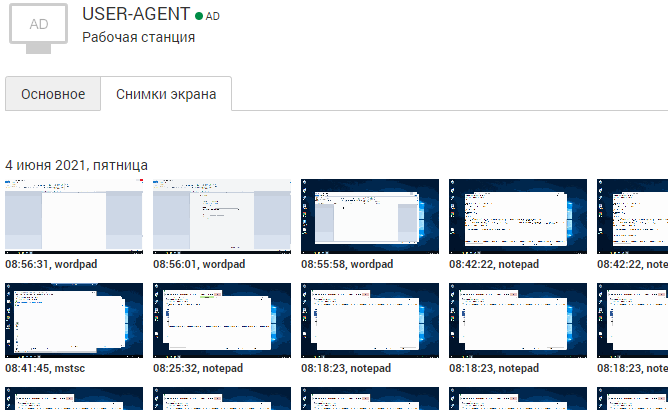 AD
USER-AGENT AD
Рабочая станция
Основное
Снимки экрана
4 июня 2021, пятница
08:56:31, wordpad
08:56:01, wordpad
08:55:58, wordpad
08:42:22, notepad
08:42:22, note
08:41:45, mstsc
08:25:32, notepad
08:18:23, notepad
08:18:23, notepad
08:18:23, note